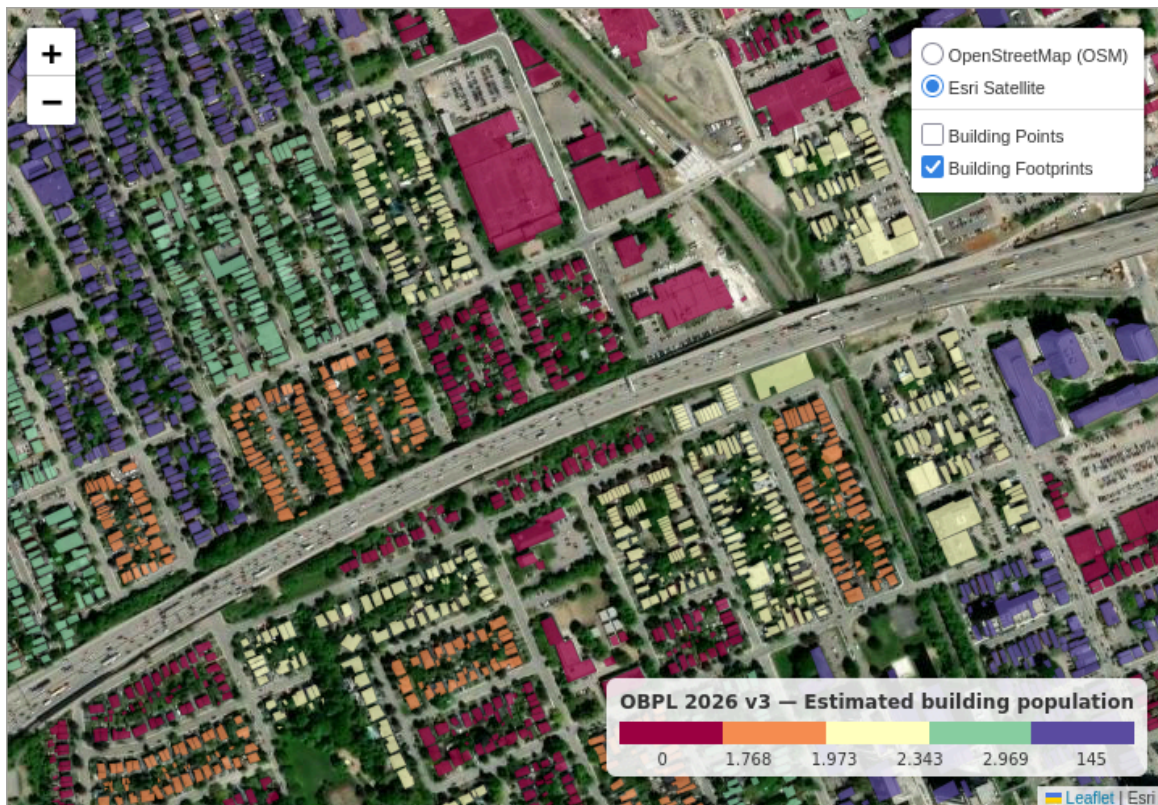 +
−
OpenStreetMap (OSM)
Esri Satellite
Building Points
Building Footprints
OBPL 2026 v3 — Estimated building population
0 1.768 1.973 2.343 2.969 145
Leaflet | Esri